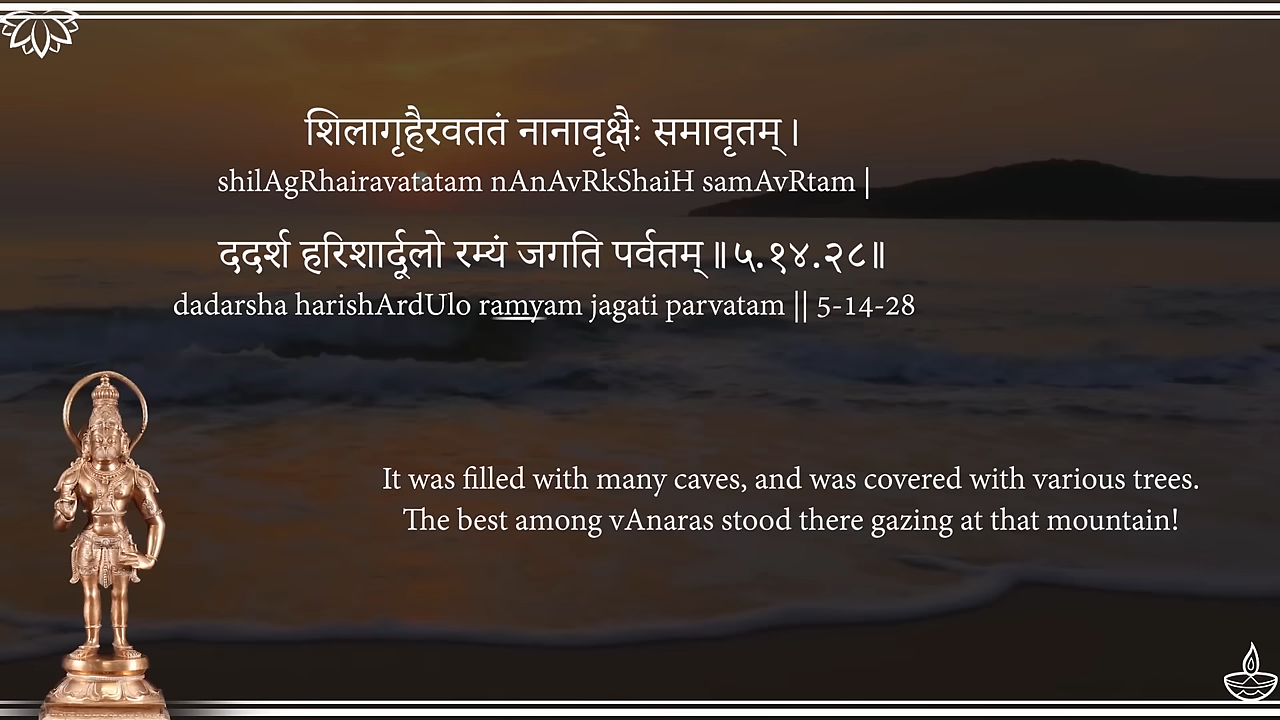 शिलागृहैरवततं नानावृक्षैः समावृतम् ।
shilAgRhairavatatam nAnAvRkShaiH samAvRtam |
ददर्श हरिशार्दूलो रम्यं जगति पर्वतम् ॥५.१४.२८॥
dadarsha harishArdUlo ramyam jagati parvatam || 5-14-28
It was filled with many caves, and was covered with various trees.
The best among vAnaras stood there gazing at that mountain!